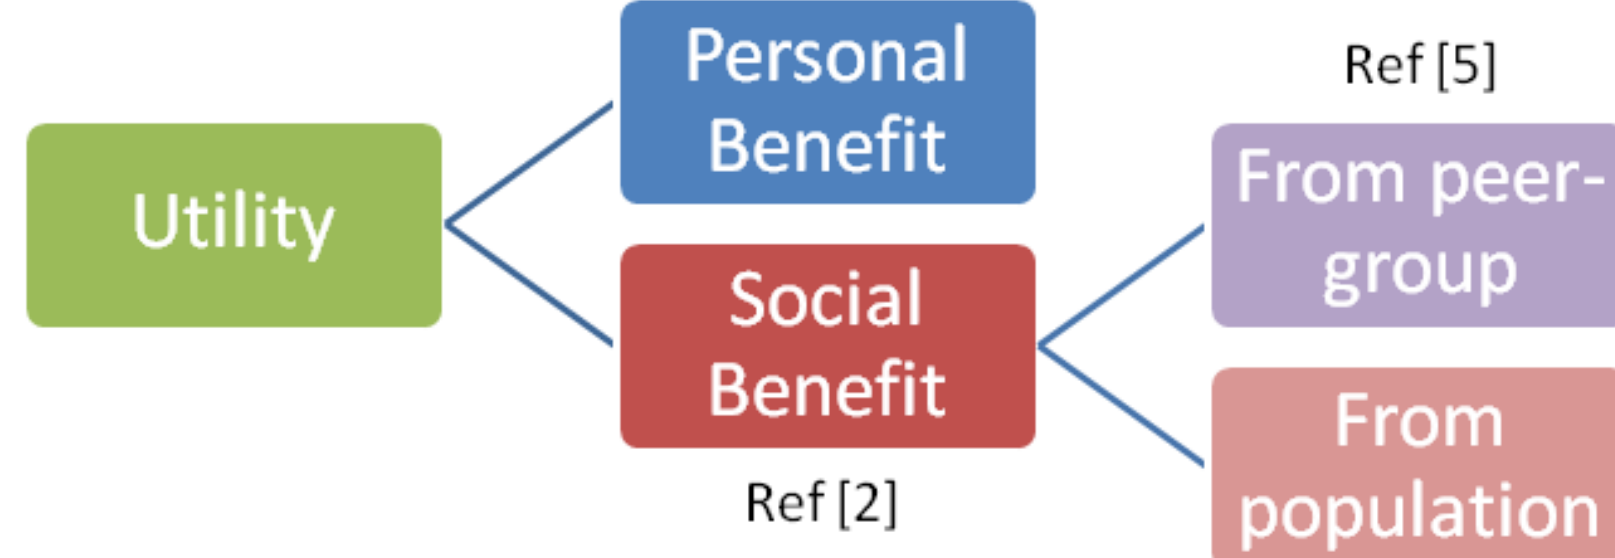 Utility
Personal
Benefit
Social
Benefit
Ref [2]
Ref [5]
From peer-
group
From
population